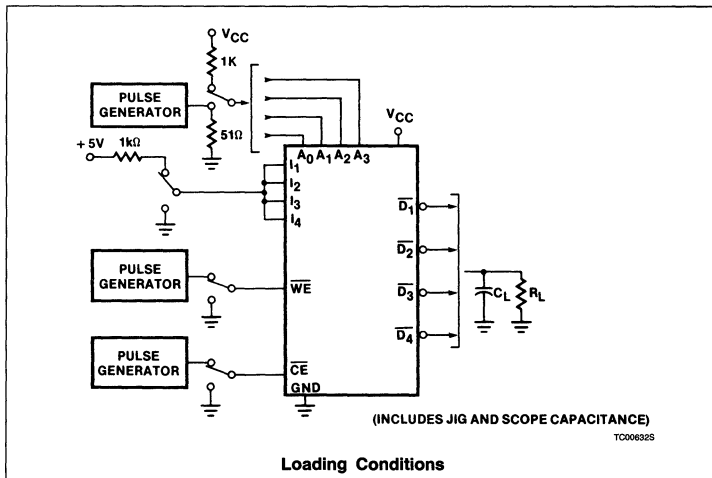 VCC
1K
PULSE
GENERATOR
51Ω
VCC
+ 5V
1kΩ
A0 A1 A2 A3
I1
I2
I3
I4
D1
D2
D3
D4
CL
RL
PULSE
GENERATOR
WE
PULSE
GENERATOR
CE
GND
(INCLUDES JIG AND SCOPE CAPACITANCE)
TC00632S
Loading Conditions